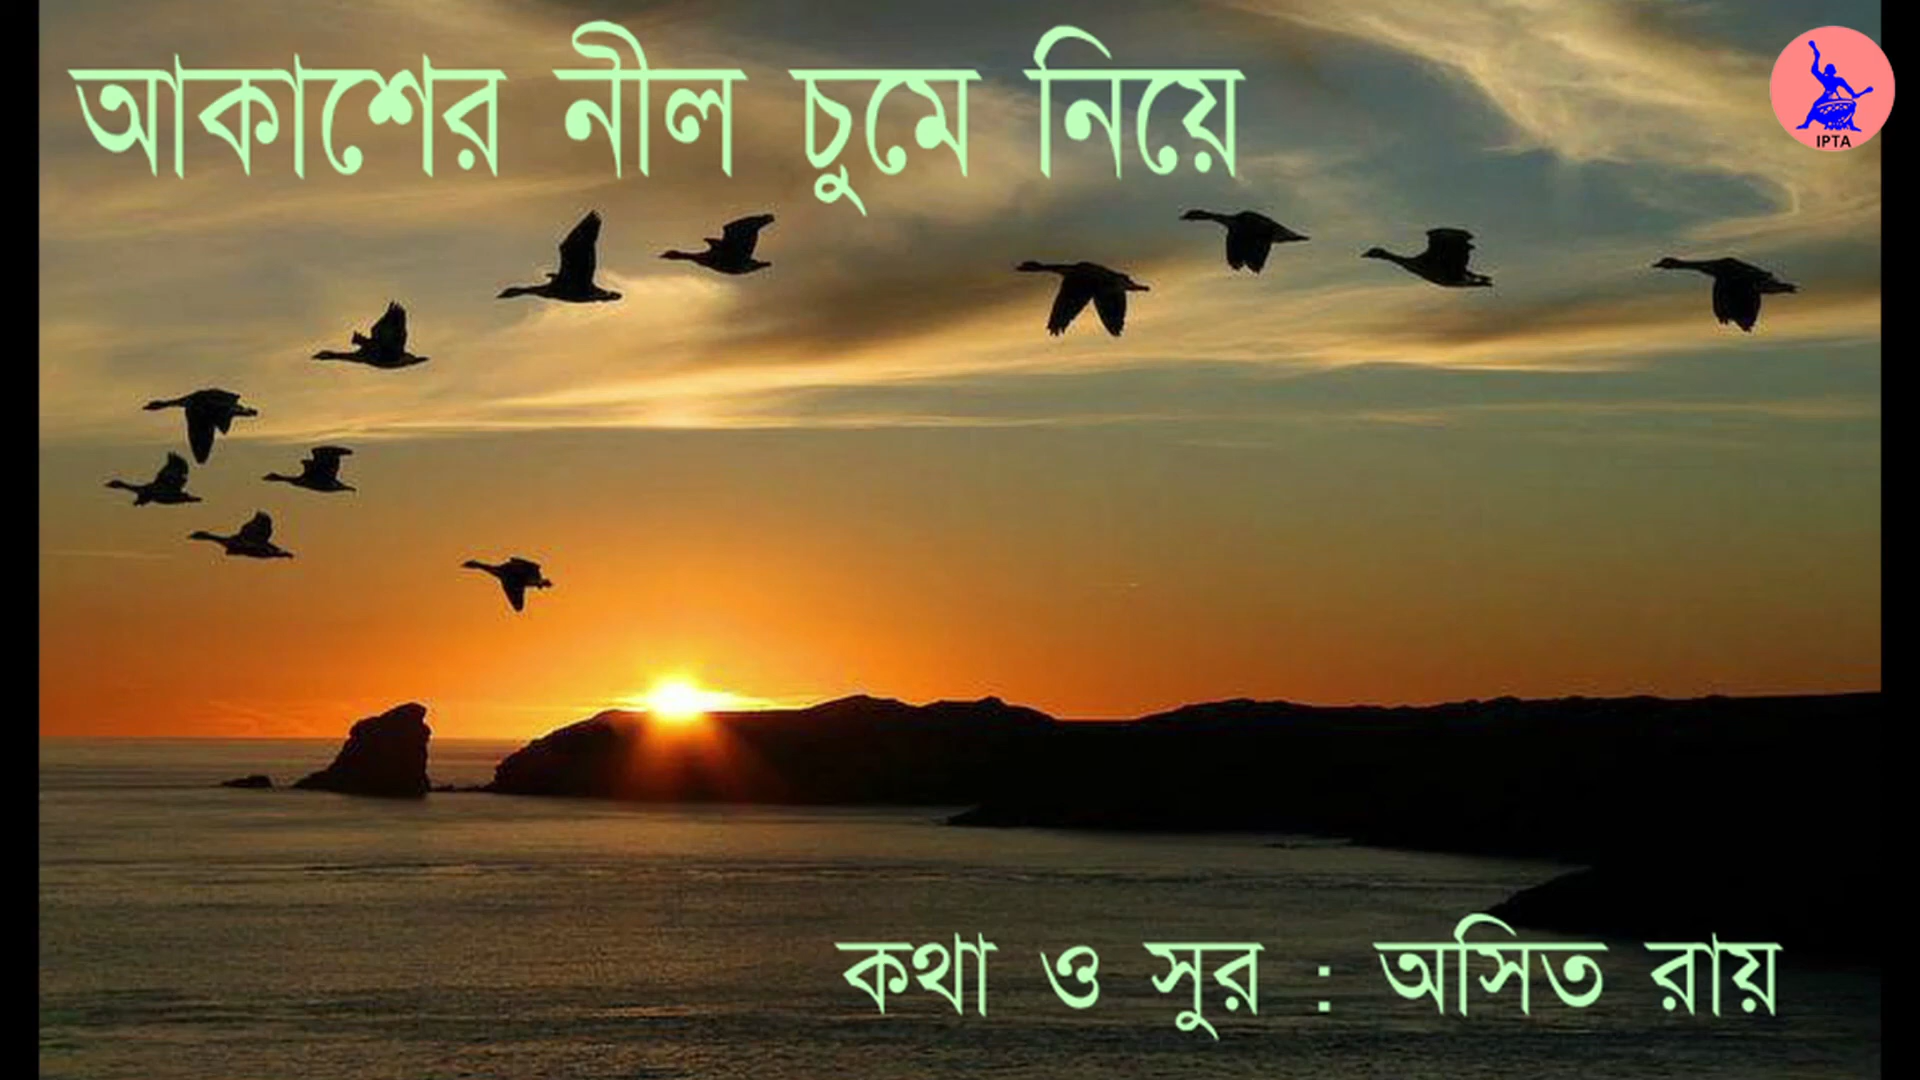 আকাশের নীল চুমে নিয়ে
IPTA
কথা ও সুর : অসিত রায়